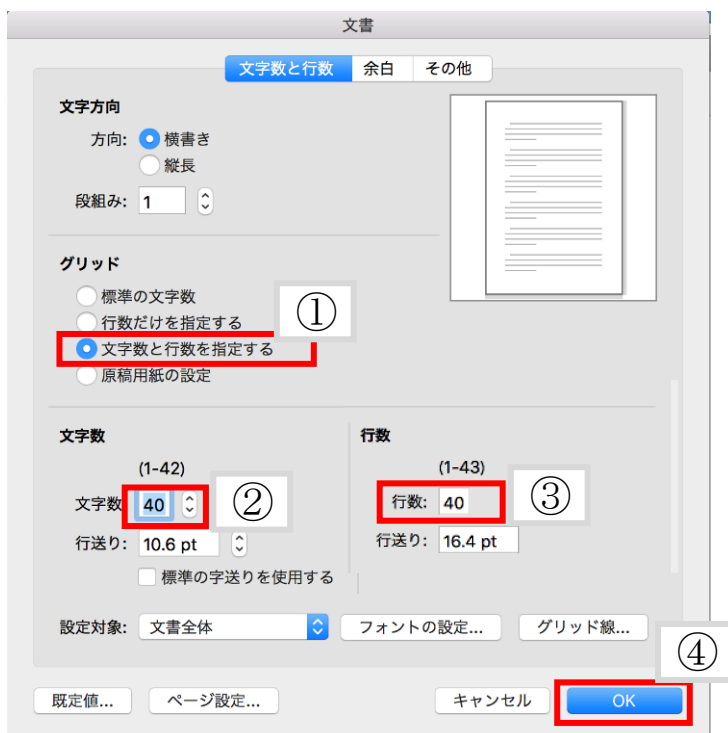 文書
文字数と行数 余白 その他
文字方向
方向: 横書き
縦長
段組み: 1
グリッド
標準の文字数
①
行数だけを指定する
文字数と行数を指定する
原稿用紙の設定
文字数 行数
(1-42) (1-43)
文字数 40 ② 行数: 40 ③
行送り: 10.6 pt 行送り: 16.4 pt
標準の字送りを使用する
設定対象: 文書全体 フォントの設定... グリッド線...
④
既定値... ページ設定... キャンセル OK